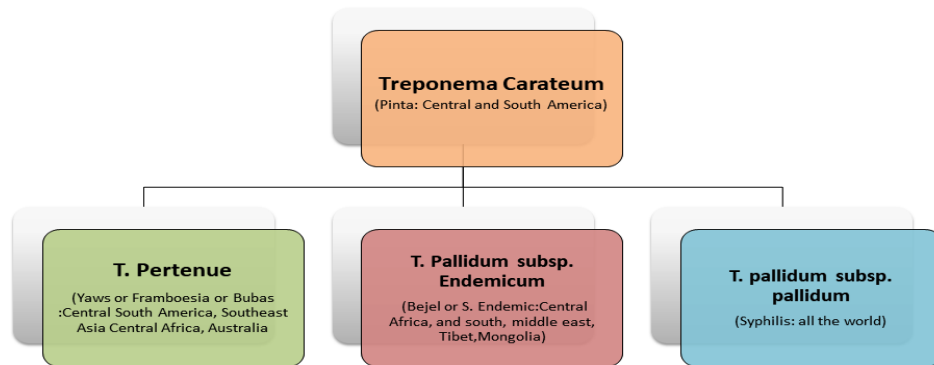 Treponema Carateum
(Pinta: Central and South America)
T. Pertenue
(Yaws or Framboesia or Bubas
:Central South America, Southeast
Asia Central Africa, Australia
T. Pallidum subsp.
Endemicum
(Bejel or S. Endemic:Central
Africa, and south, middle east,
Tibet,Mongolia)
T. pallidum subsp.
pallidum
(Syphilis: all the world)